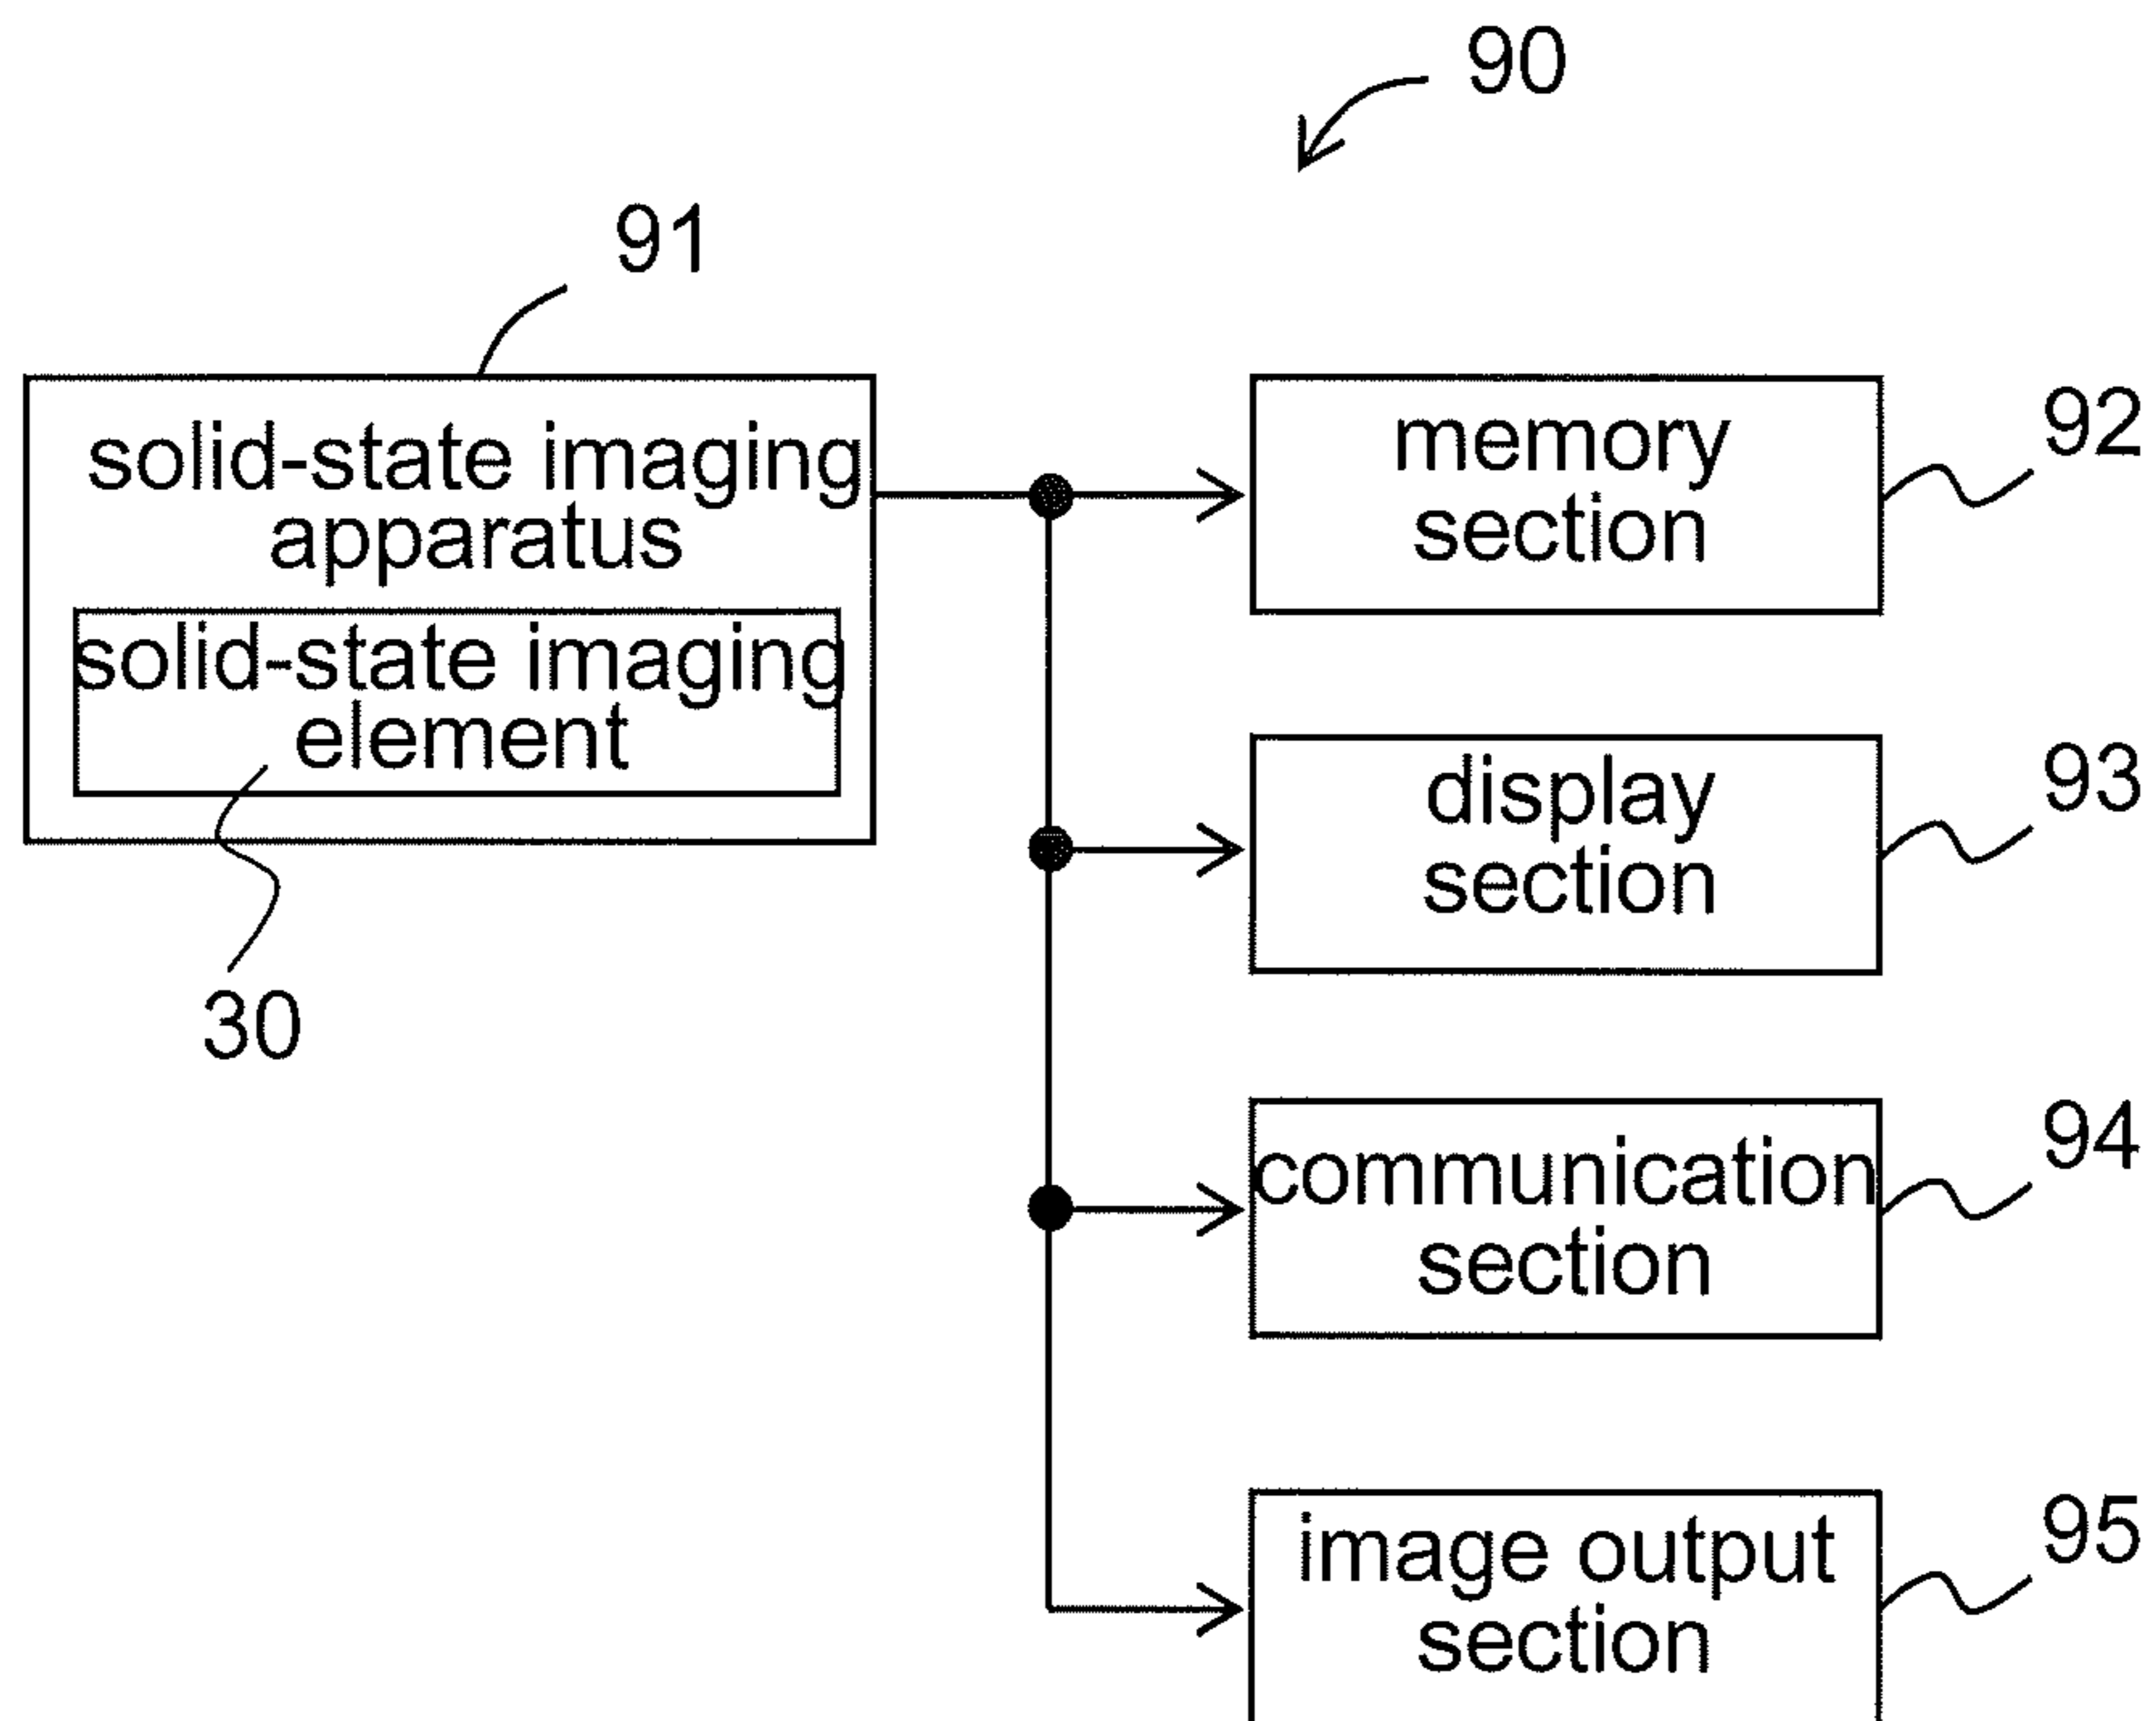 90
91
solid-state imaging
apparatus
solid-state imaging
element
30
memory
section
92
display
section
93
communication
section
94
image output
section
95